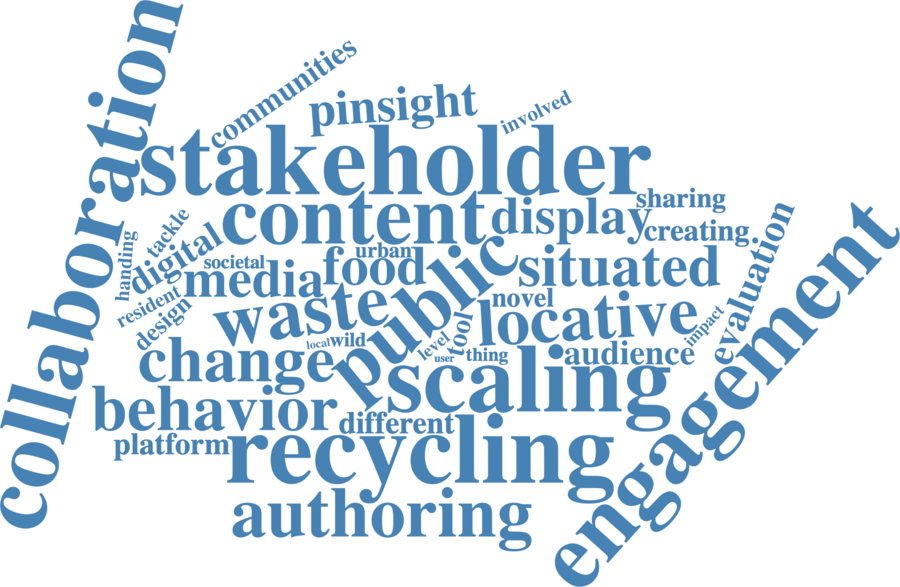 collaboration
communities
pinsight
involved
stakeholder
sharing
content
display
creating
tackle
digital
handing
societal
urban
media
food
public
situated
evaluation
resident
design
waste
novel
locative
impact
engagement
local
wild
level
tool
user
thing
audience
change
scaling
behavior
different
platform
recycling
authoring